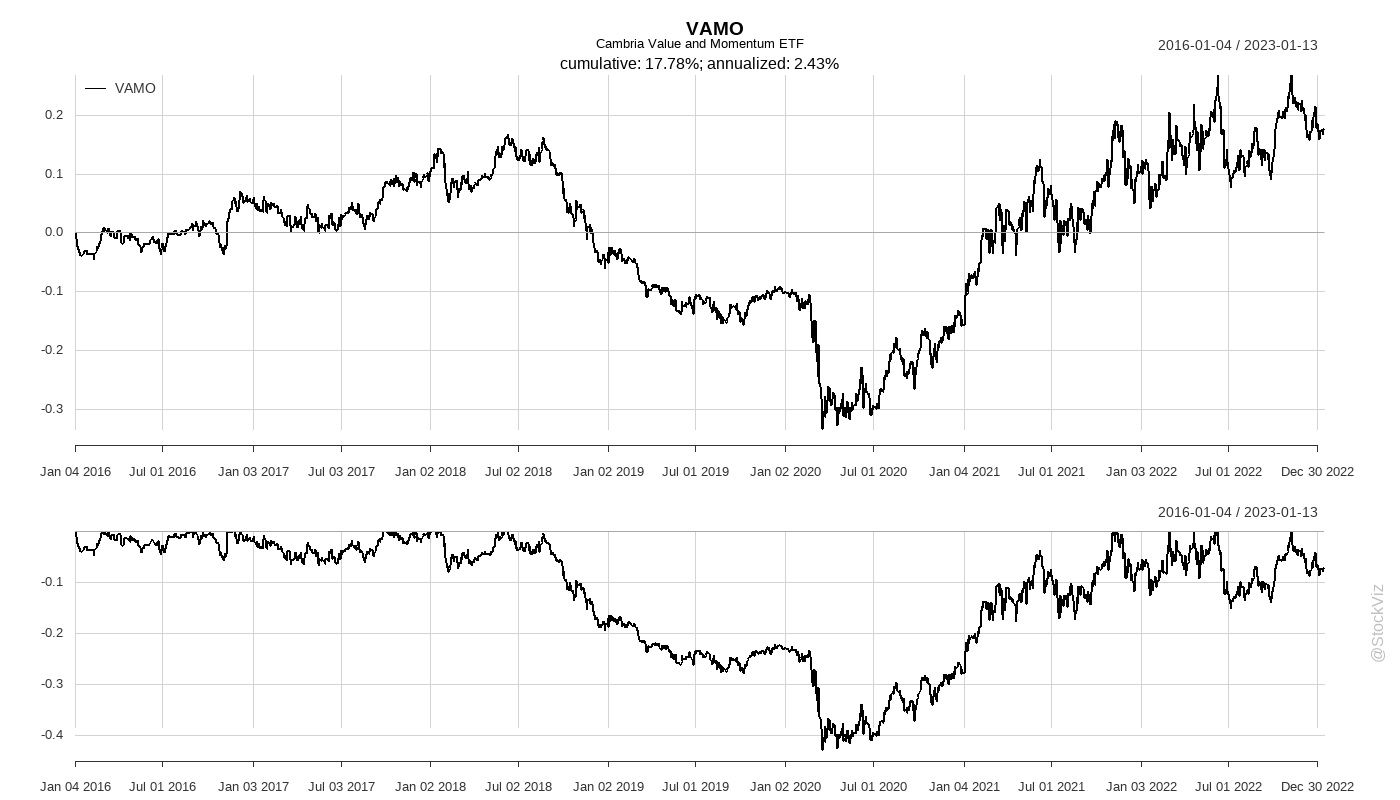 VAMO
Cambria Value and Momentum ETF
2016-01-04 / 2023-01-13
cumulative: 17.78%; annualized: 2.43%
VAMO
0.2
0.1
0.0
-0.1
-0.2
-0.3
Jan 04 2016 Jul 01 2016 Jan 03 2017 Jul 03 2017 Jan 02 2018 Jul 02 2018 Jan 02 2019 Jul 01 2019 Jan 02 2020 Jul 01 2020 Jan 04 2021 Jul 01 2021 Jan 03 2022 Jul 01 2022 Dec 30 2022
2016-01-04 / 2023-01-13
-0.1
-0.2
-0.3
-0.4
Jan 04 2016 Jul 01 2016 Jan 03 2017 Jul 03 2017 Jan 02 2018 Jul 02 2018 Jan 02 2019 Jul 01 2019 Jan 02 2020 Jul 01 2020 Jan 04 2021 Jul 01 2021 Jan 03 2022 Jul 01 2022 Dec 30 2022
@StockViz